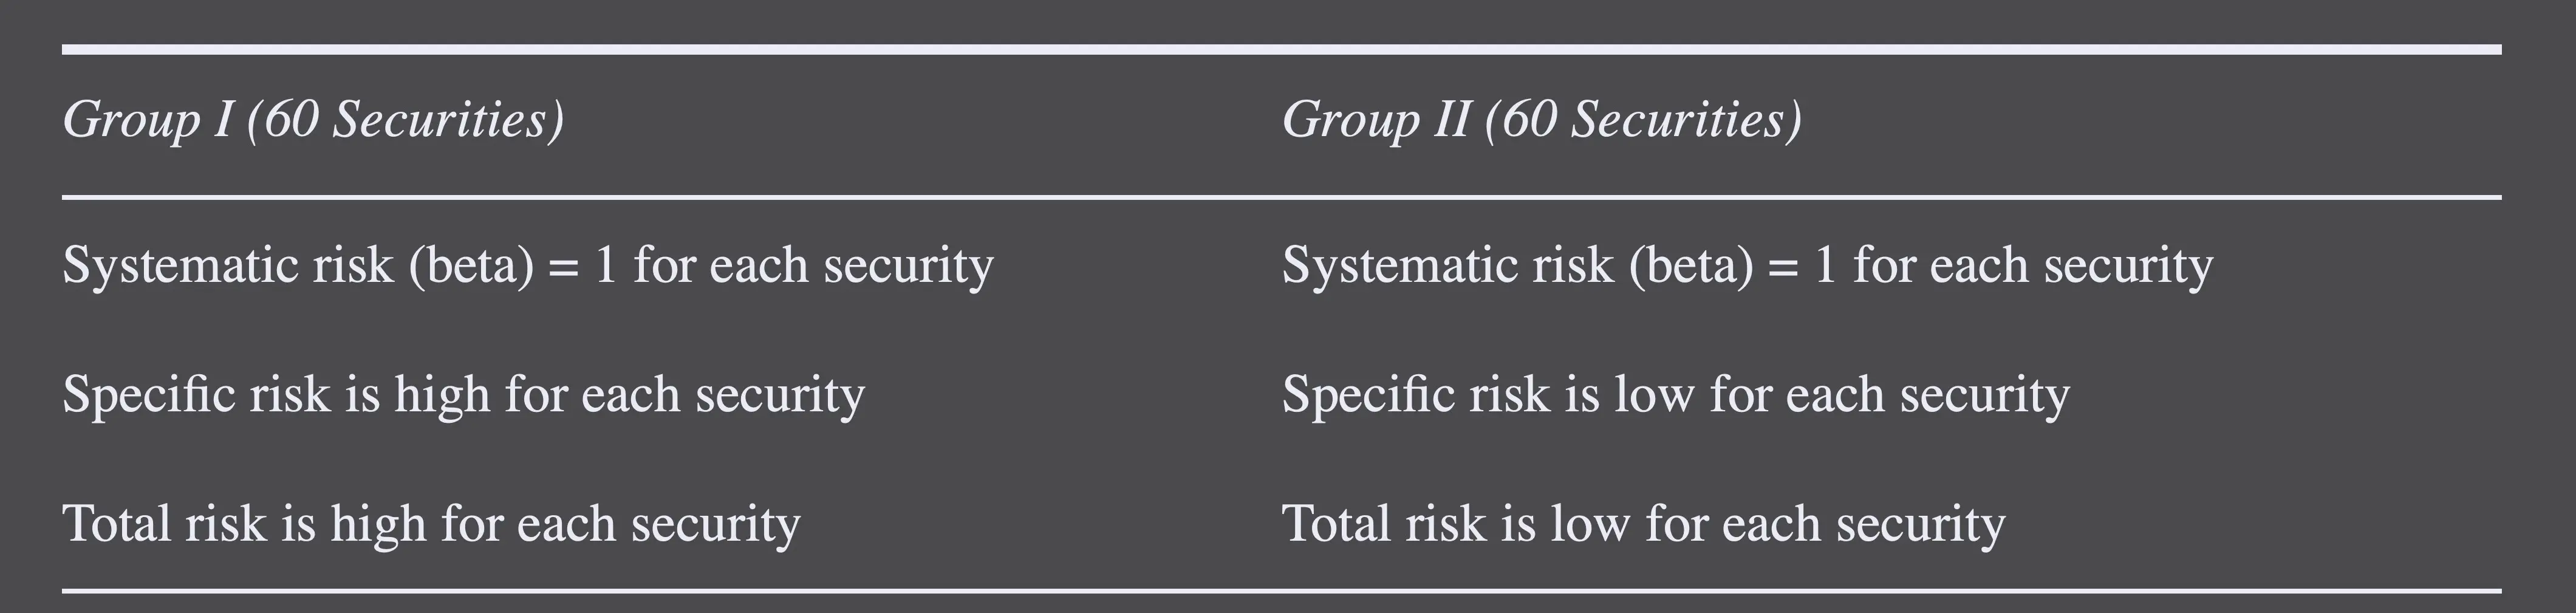 Group I (60 Securities) Group II (60 Securities)
Systematic risk (beta) = 1 for each security Systematic risk (beta) = 1 for each security
Specific risk is high for each security Specific risk is low for each security
Total risk is high for each security Total risk is low for each security